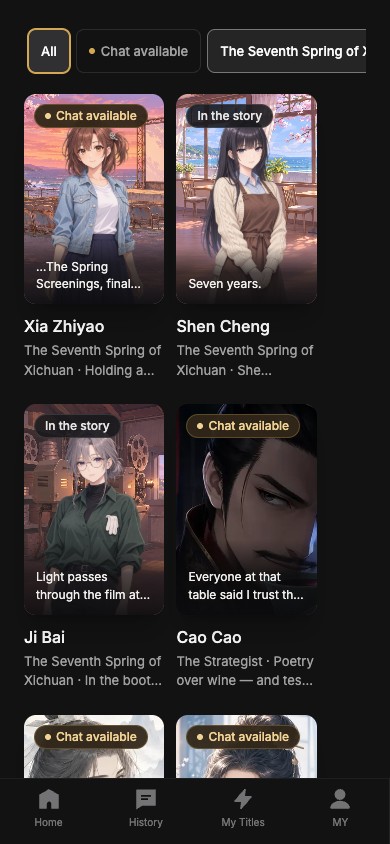 All
Chat available
The Seventh Spring of X
Chat available
In the story
...The Spring
Screenings, final...
Seven years.
Xia Zhiyao
Shen Cheng
The Seventh Spring of
Xichuan · Holding a...
The Seventh Spring of
Xichuan · She...
In the story
Chat available
Light passes
through the film at...
Everyone at that
table said I trust th...
Ji Bai
Cao Cao
The Seventh Spring of
Xichuan · In the boot...
The Strategist · Poetry
over wine — and tes...
Chat available
Chat available
Home
History
My Titles
MY